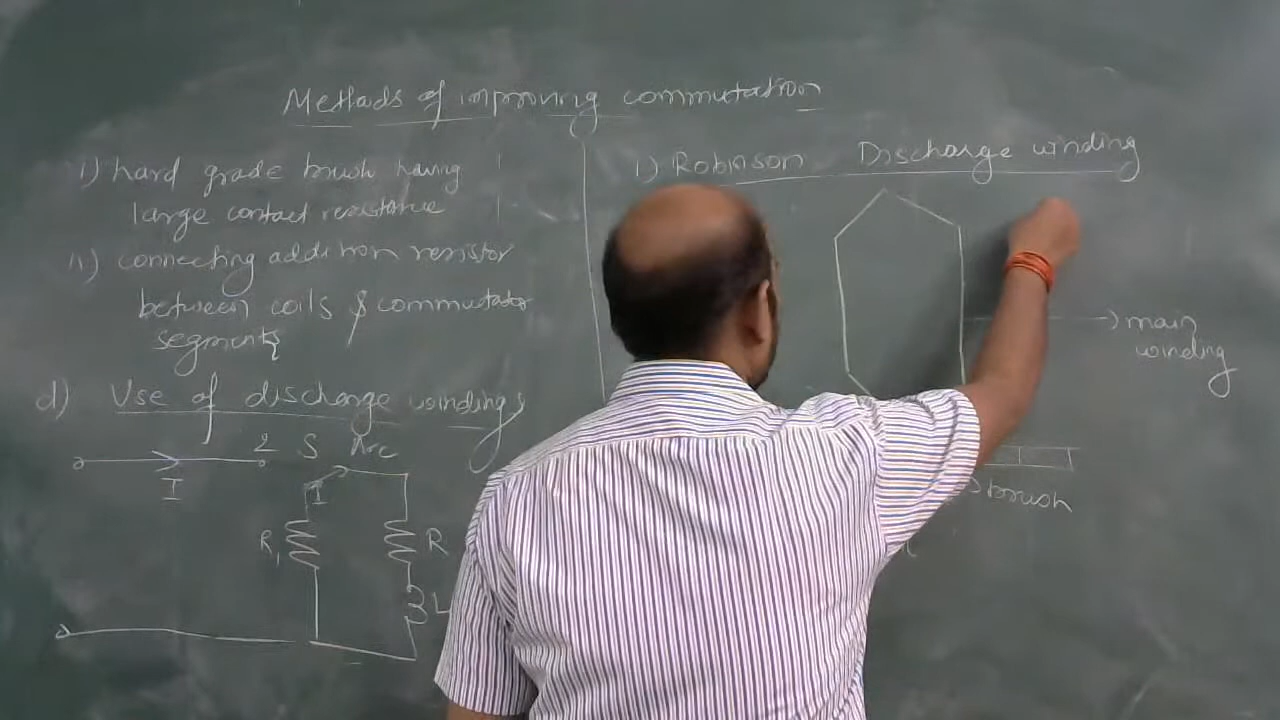 Methods of improving commutation
i) hard grade brush having
large contact resistance
ii) connecting addition resistor
between coils & commutator
segments
d) Use of discharge windings
I
2 S Arc
1
R1
R
L
1) Robinson Discharge winding
main
winding
brush